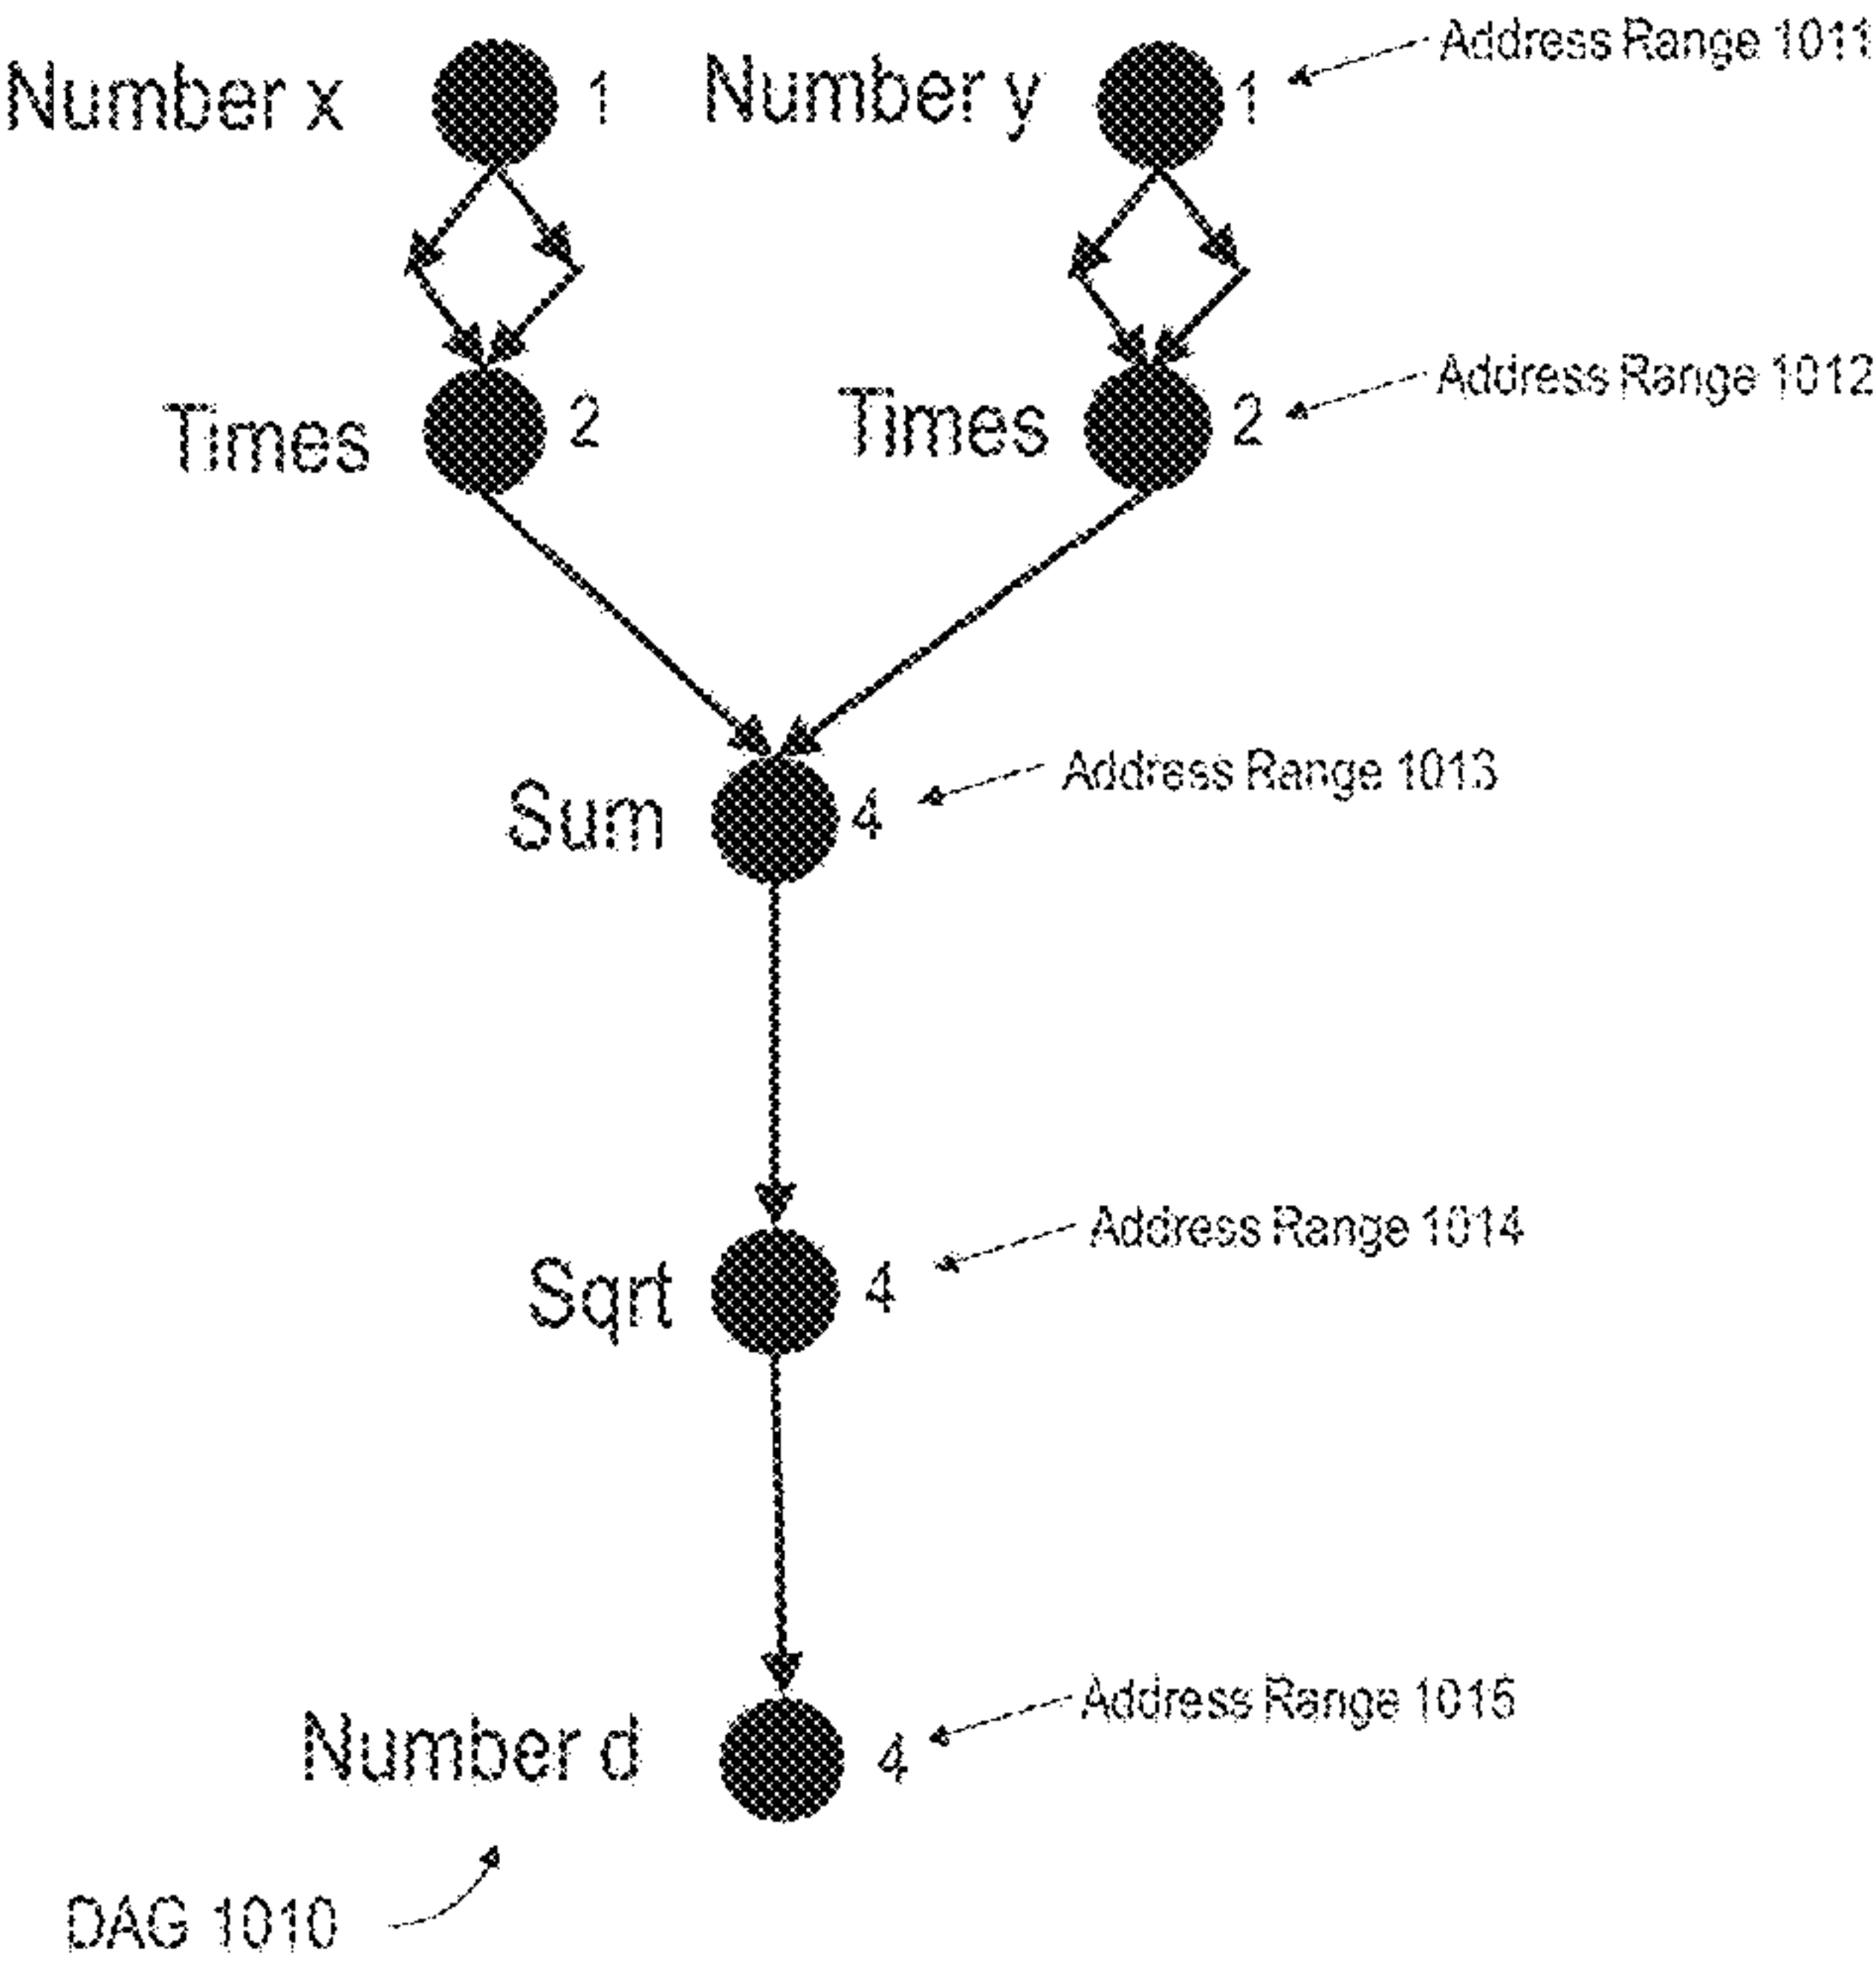 Address Range 1011
Number x 1 Number y 1
Address Range 1012
Times 2 Times 2
Address Range 1013
Sum 4
Address Range 1014
Sqrt 4
Address Range 1015
Number d 4
DAG 1010